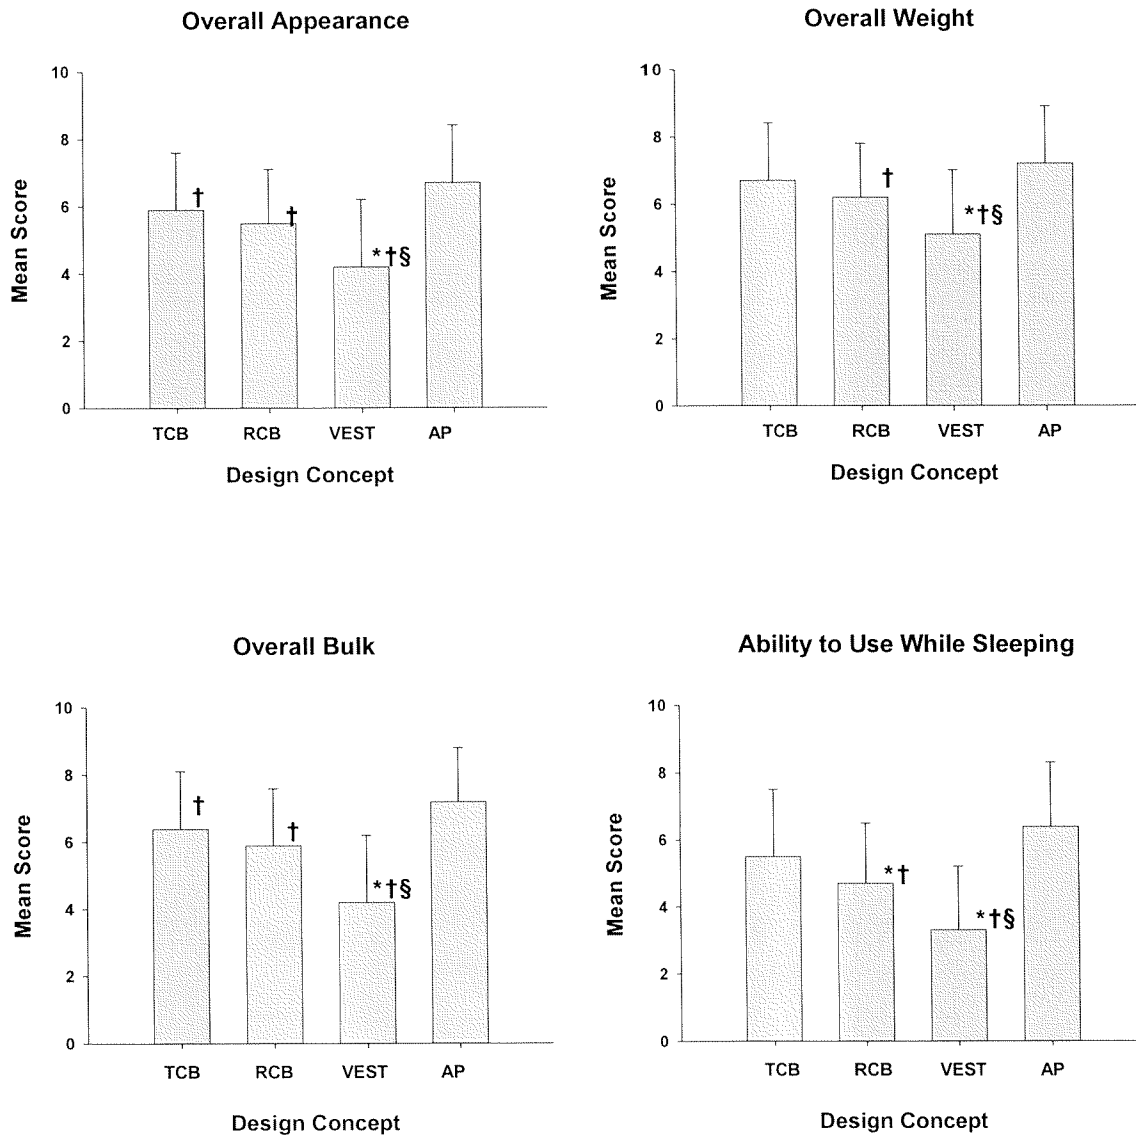 Overall Appearance
10
8
6
4
2
0
Mean Score
†
†
*†§
TCB RCB VEST AP
Design Concept
Overall Weight
10
8
6
4
2
0
Mean Score
†
*†§
TCB RCB VEST AP
Design Concept
Overall Bulk
10
8
6
4
2
0
Mean Score
†
†
*†§
TCB RCB VEST AP
Design Concept
Ability to Use While Sleeping
10
8
6
4
2
0
Mean Score
*†
*†§
TCB RCB VEST AP
Design Concept